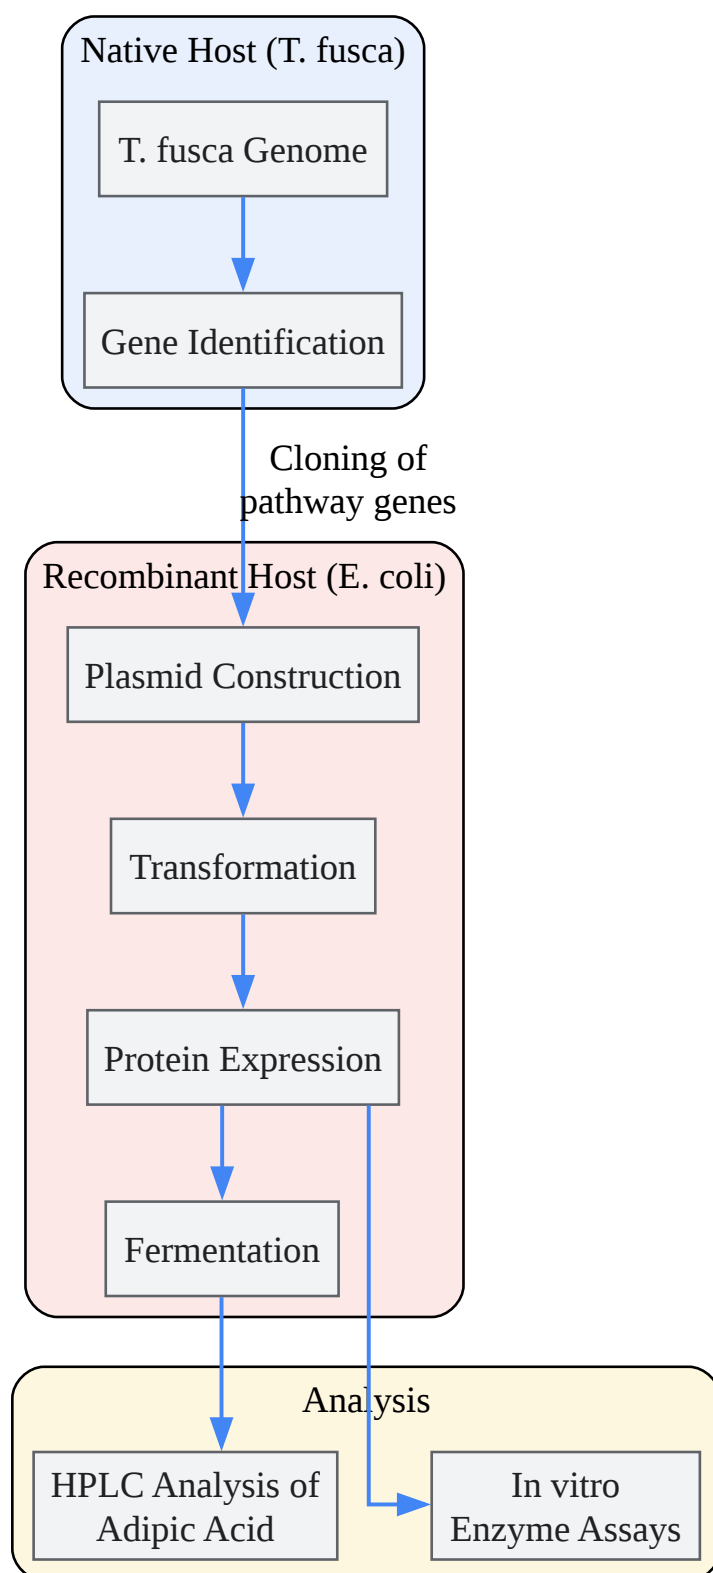 Native Host (T. fusca)
T. fusca Genome
Gene Identification
Cloning of
pathway genes
Recombinant Host (E. coli)
Plasmid Construction
Transformation
Protein Expression
Fermentation
Analysis
HPLC Analysis of
Adipic Acid
In vitro
Enzyme Assays